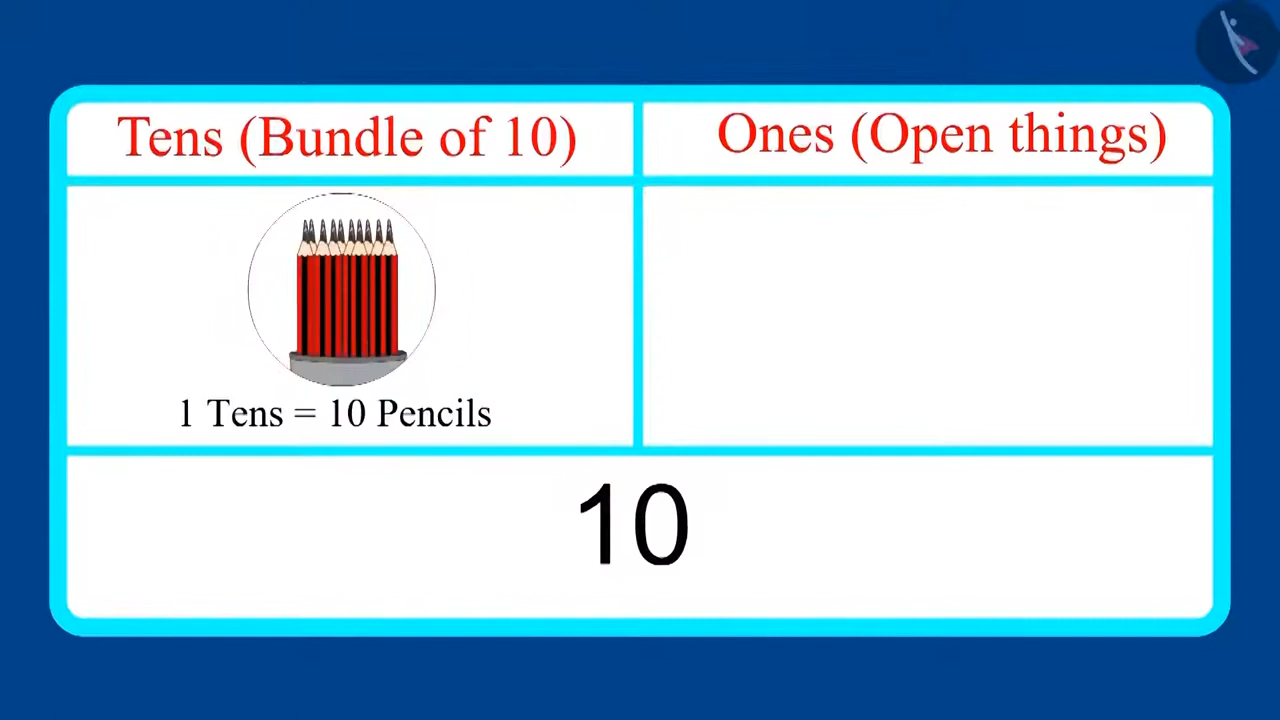 Tens (Bundle of 10)
Ones (Open things)
1 Tens = 10 Pencils
10